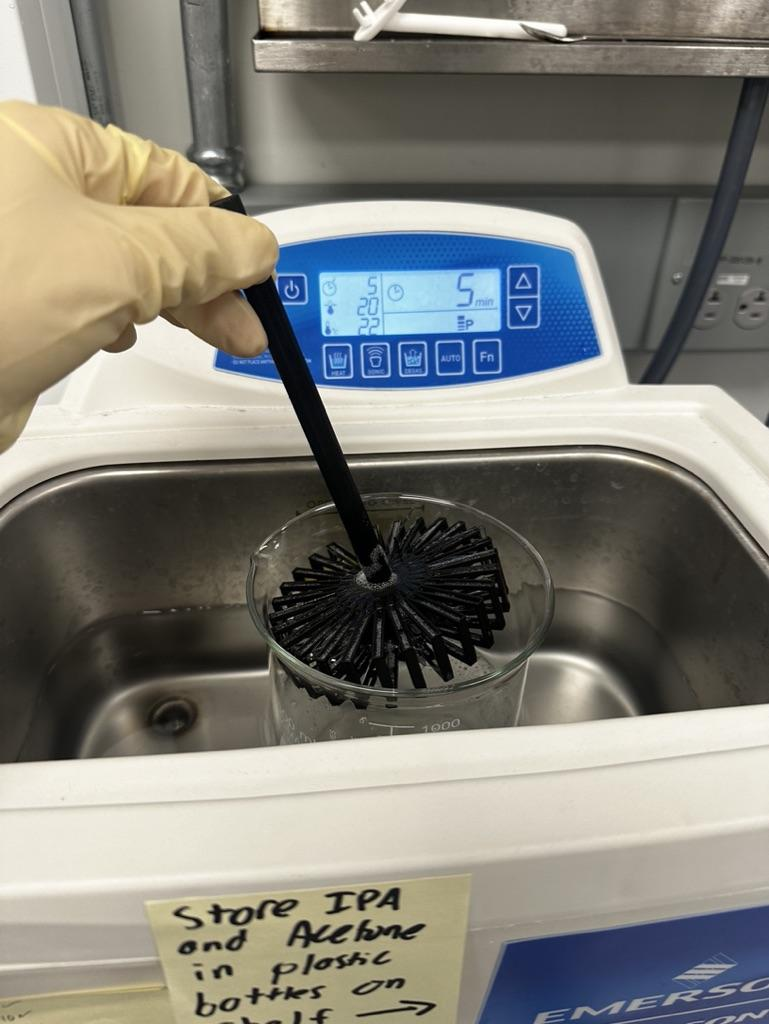 5
20
22
5 min
P
HEAT
SONIC
DEGAS
AUTO
Fn
1000
Store IPA
and Acetone
in plastic
bottles on
shelf →
EMERSO